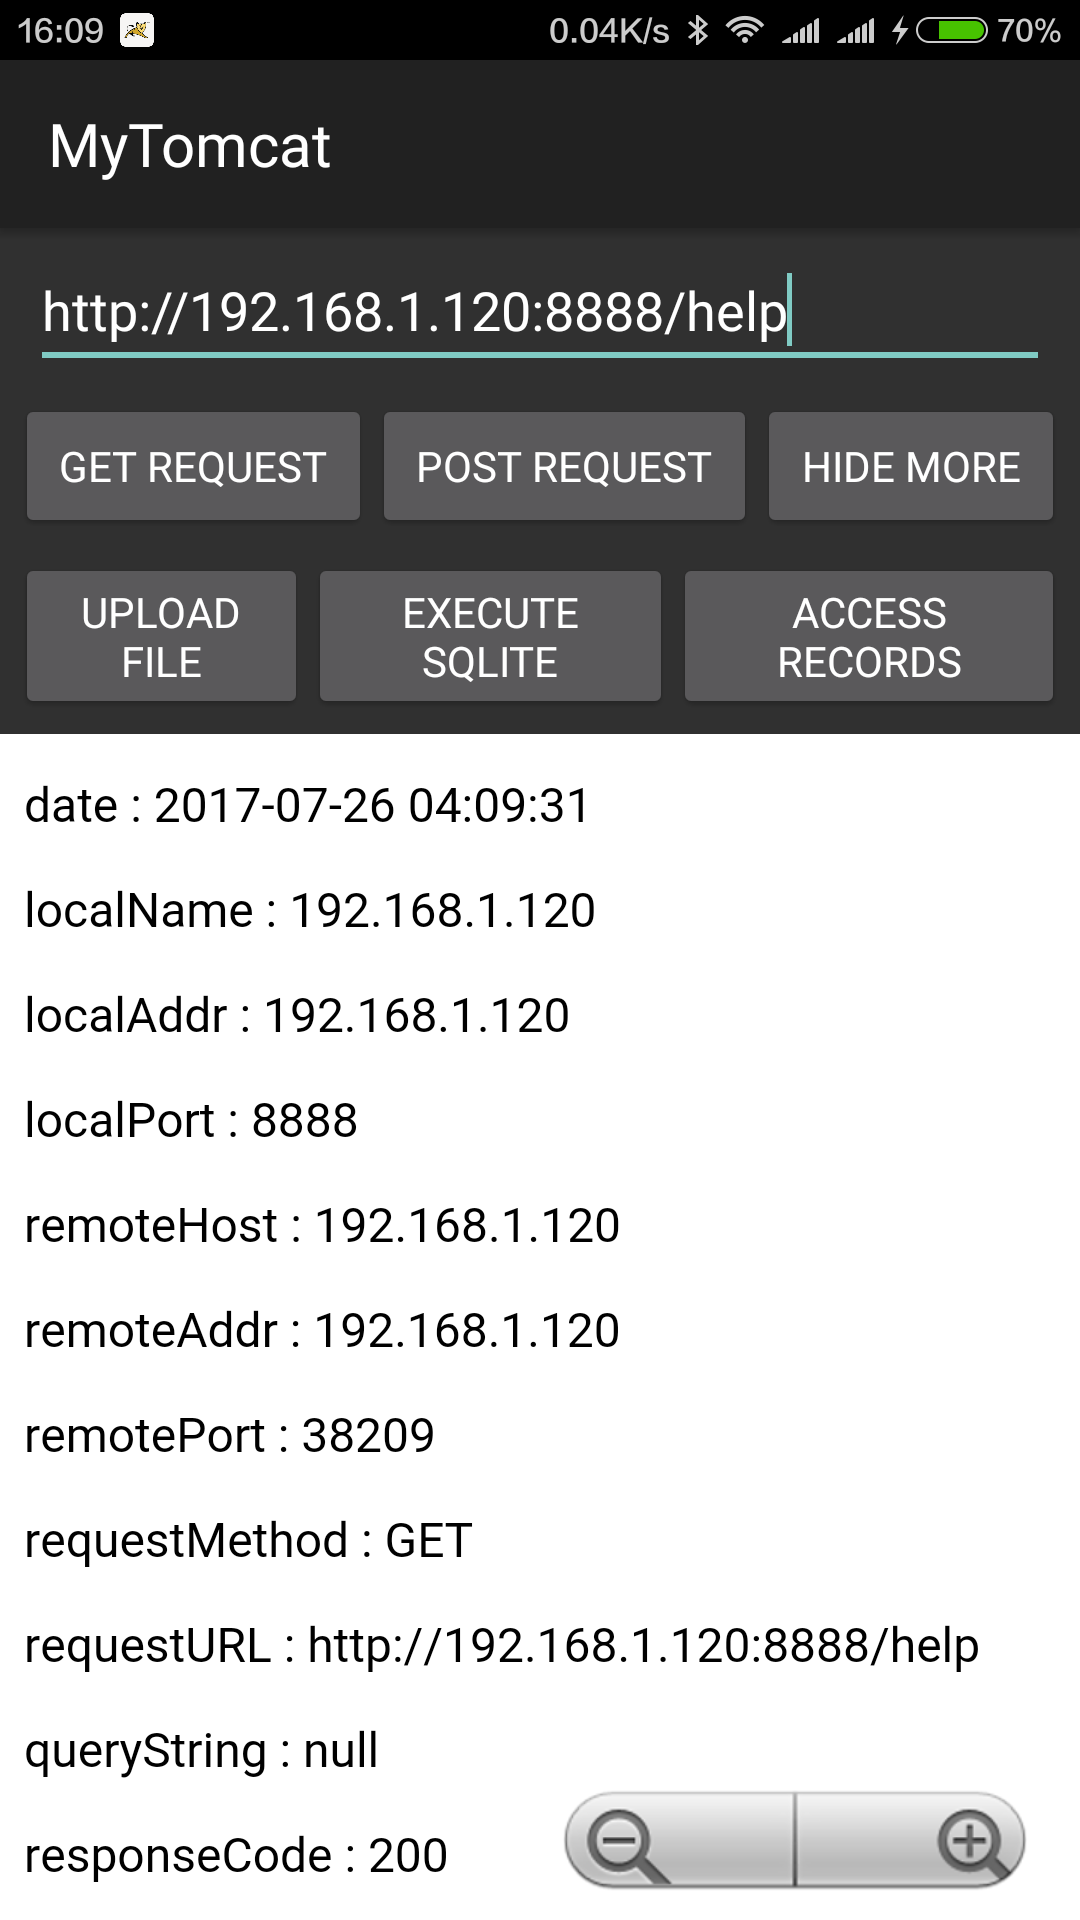 16:09 0.04K/s 70%
MyTomcat
http://192.168.1.120:8888/help
GET REQUEST POST REQUEST HIDE MORE
UPLOAD FILE EXECUTE SQLITE ACCESS RECORDS
date : 2017-07-26 04:09:31
localName : 192.168.1.120
localAddr : 192.168.1.120
localPort : 8888
remoteHost : 192.168.1.120
remoteAddr : 192.168.1.120
remotePort : 38209
requestMethod : GET
requestURL : http://192.168.1.120:8888/help
queryString : null
responseCode : 200